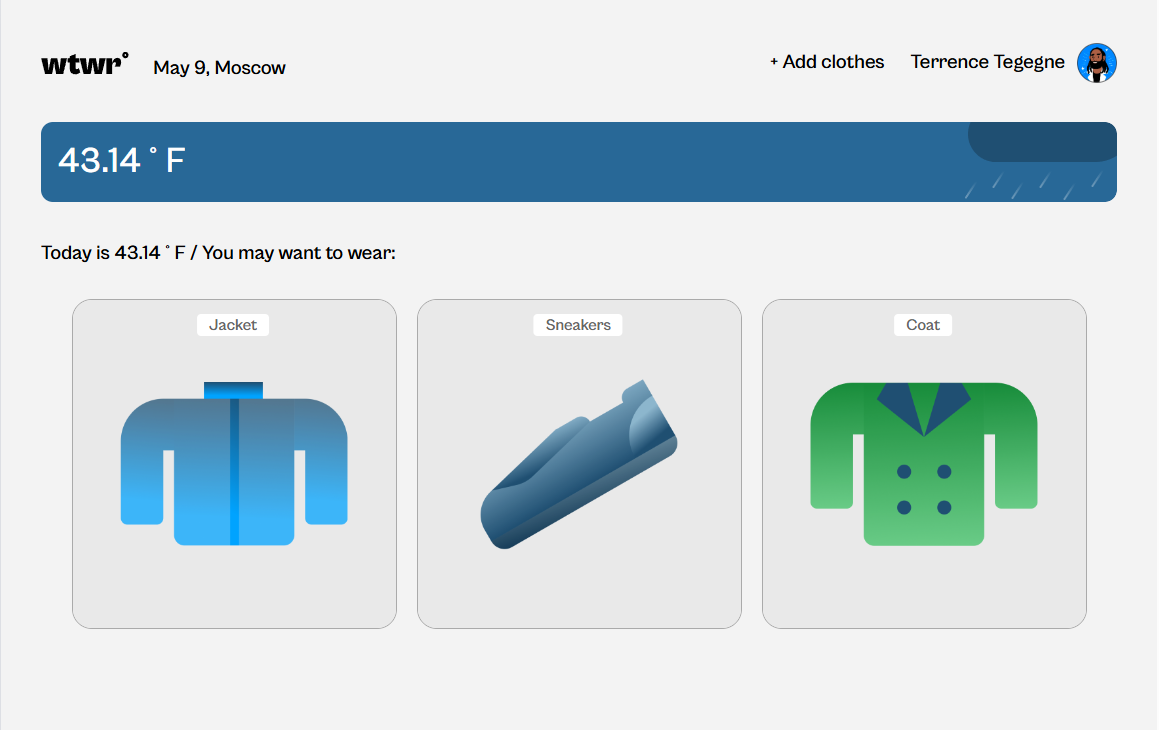 wtwr°
May 9, Moscow
+ Add clothes
Terrence Tegegne
43.14 ° F
Today is 43.14 ° F / You may want to wear:
Jacket
Sneakers
Coat